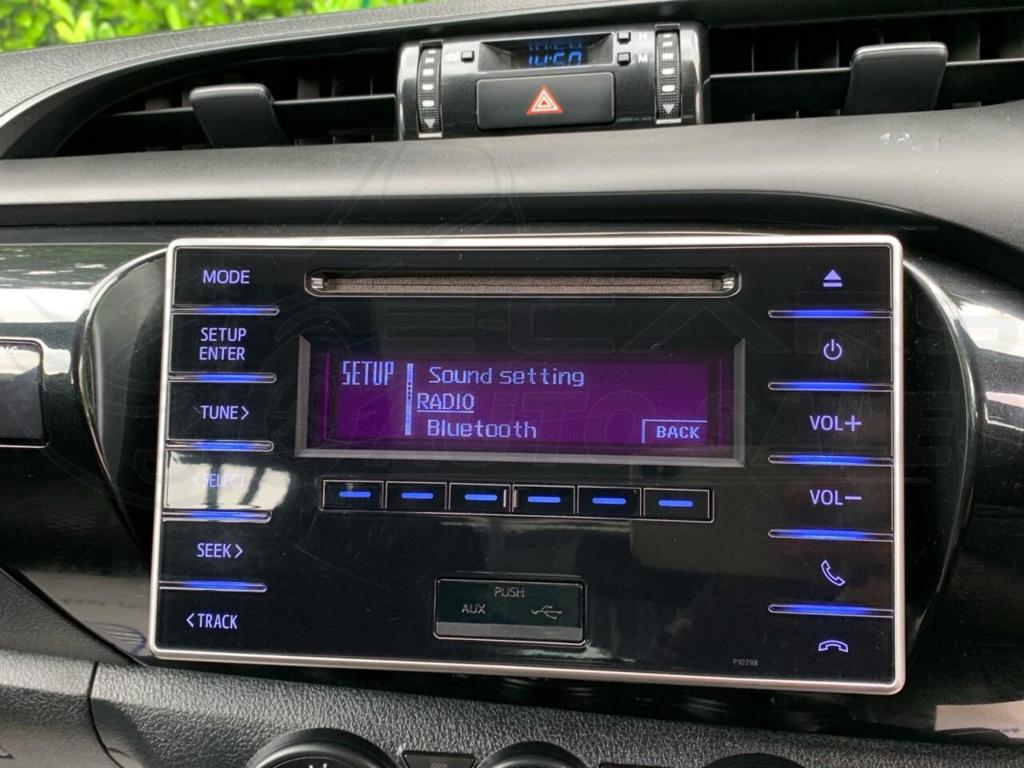 H
M
MODE
SETUP
ENTER
TUNE>
<SELECT
SEEK>
<TRACK
SETUP
Sound setting
RADIO
Bluetooth
BACK
VOL+
VOL−
PUSH
AUX
P10798